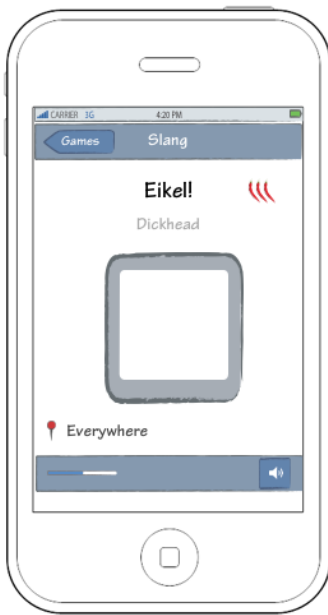 CARRIER 3G 4:20 PM
Games Slang
Eikel!
Dickhead
Everywhere